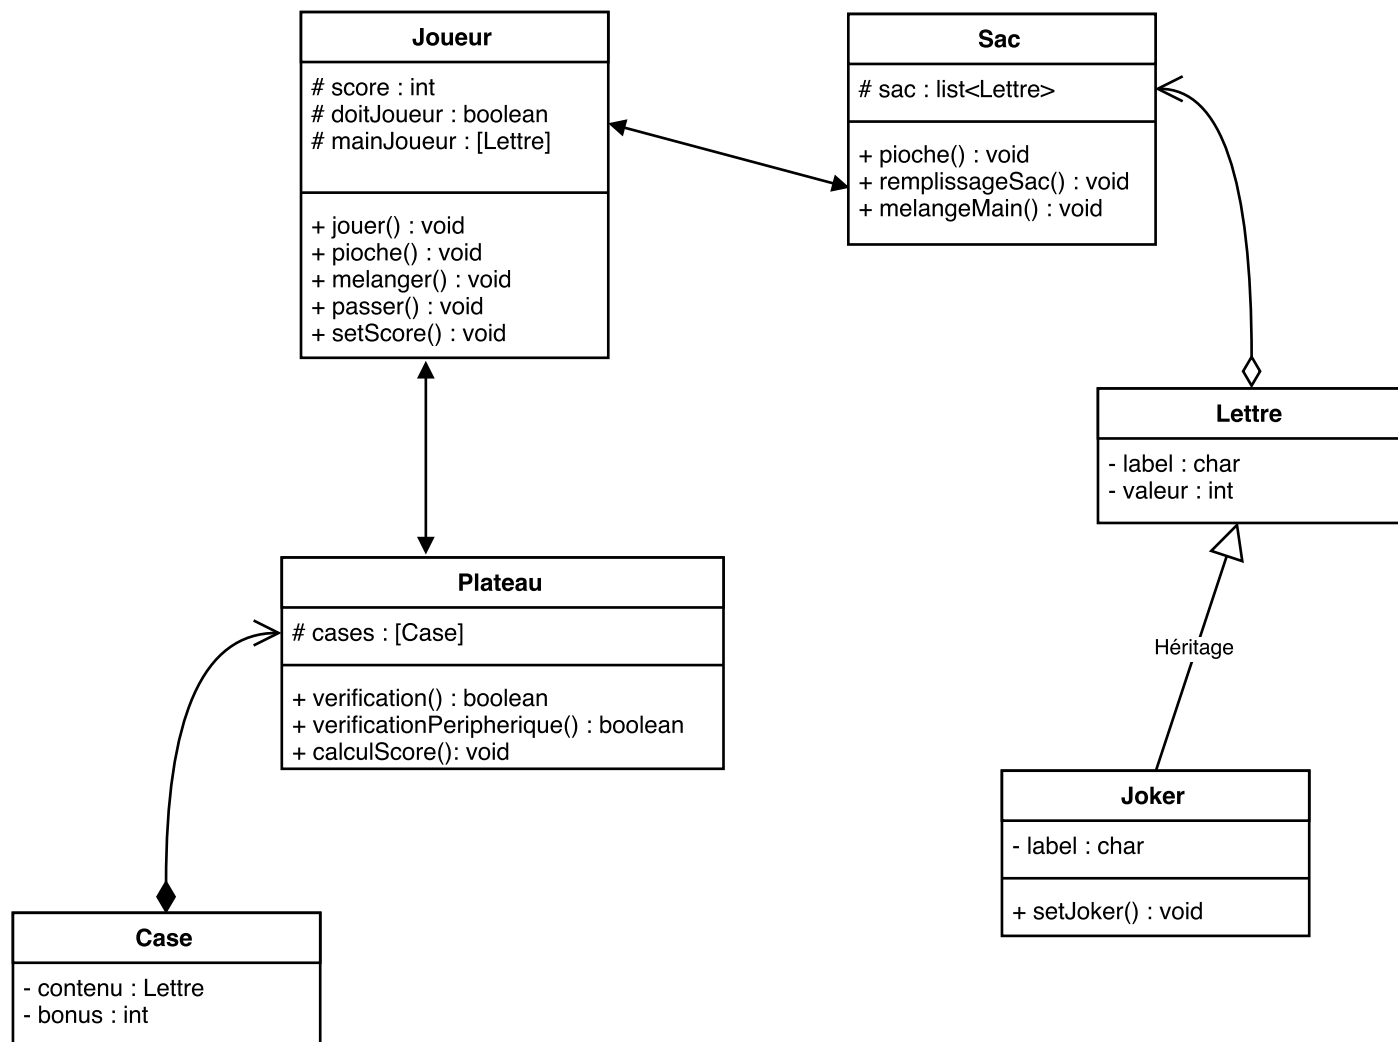 Joueur
# score : int
# doitJoueur : boolean
# mainJoueur : [Lettre]
+ jouer() : void
+ pioche() : void
+ melanger() : void
+ passer() : void
+ setScore() : void
Sac
# sac : list<Lettre>
+ pioche() : void
+ remplissageSac() : void
+ melangeMain() : void
Lettre
- label : char
- valeur : int
Plateau
# cases : [Case]
+ verification() : boolean
+ verificationPeripherique() : boolean
+ calculScore(): void
Héritage
Joker
- label : char
+ setJoker() : void
Case
- contenu : Lettre
- bonus : int